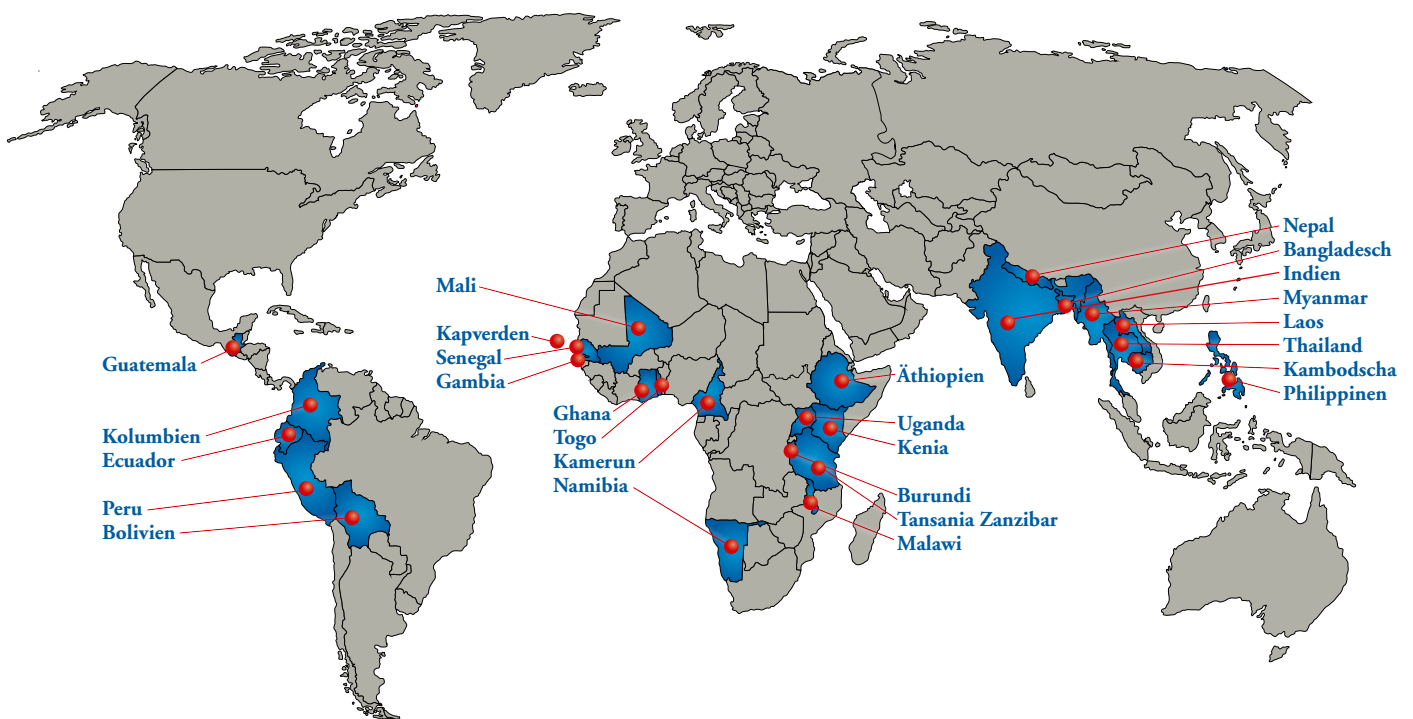 Guatemala
Kolumbien
Ecuador
Peru
Bolivien
Mali
Kapverden
Senegal
Gambia
Ghana
Togo
Kamerun
Namibia
Äthiopien
Uganda
Kenia
Burundi
Tansania Zanzibar
Malawi
Nepal
Bangladesch
Indien
Myanmar
Laos
Thailand
Kambodscha
Philippinen